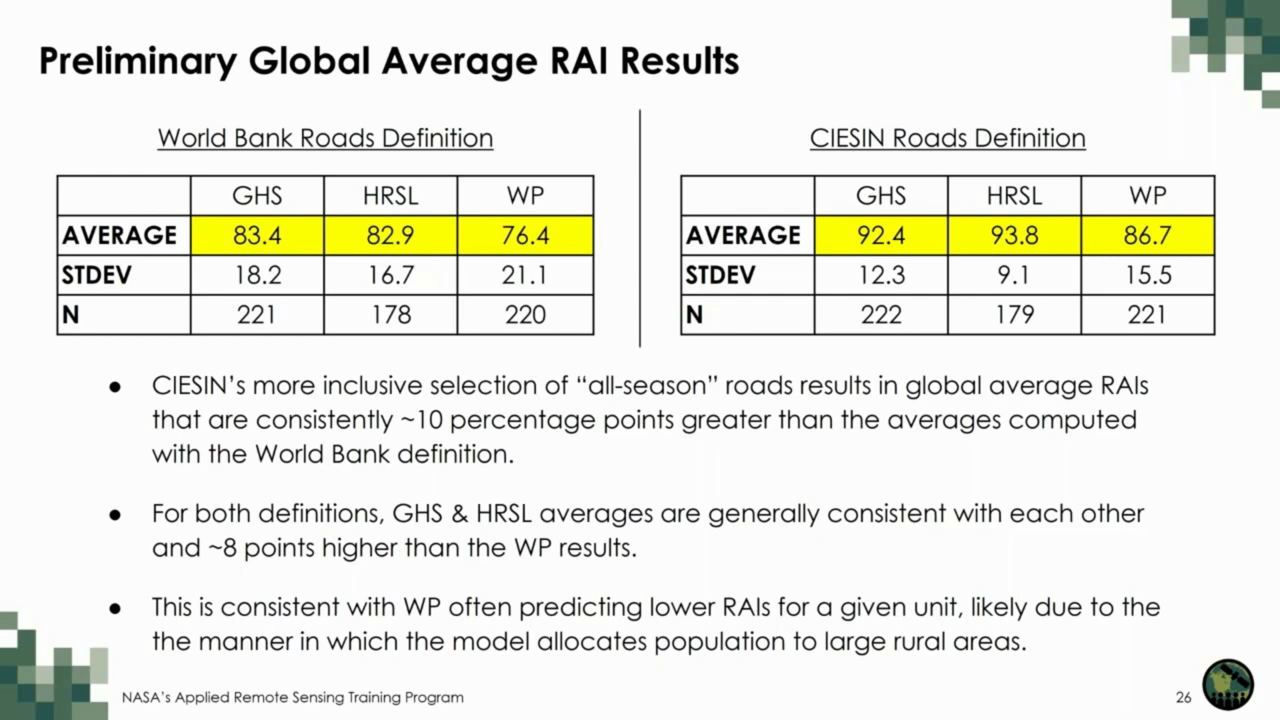 Preliminary Global Average RAI Results
World Bank Roads Definition
GHS HRSL WP
AVERAGE 83.4 82.9 76.4
STDEV 18.2 16.7 21.1
N 221 178 220
CIESIN Roads Definition
GHS HRSL WP
AVERAGE 92.4 93.8 86.7
STDEV 12.3 9.1 15.5
N 222 179 221
● CIESIN’s more inclusive selection of “all-season” roads results in global average RAIs
that are consistently ~10 percentage points greater than the averages computed
with the World Bank definition.
● For both definitions, GHS & HRSL averages are generally consistent with each other
and ~8 points higher than the WP results.
● This is consistent with WP often predicting lower RAIs for a given unit, likely due to the
the manner in which the model allocates population to large rural areas.
NASA’s Applied Remote Sensing Training Program
26